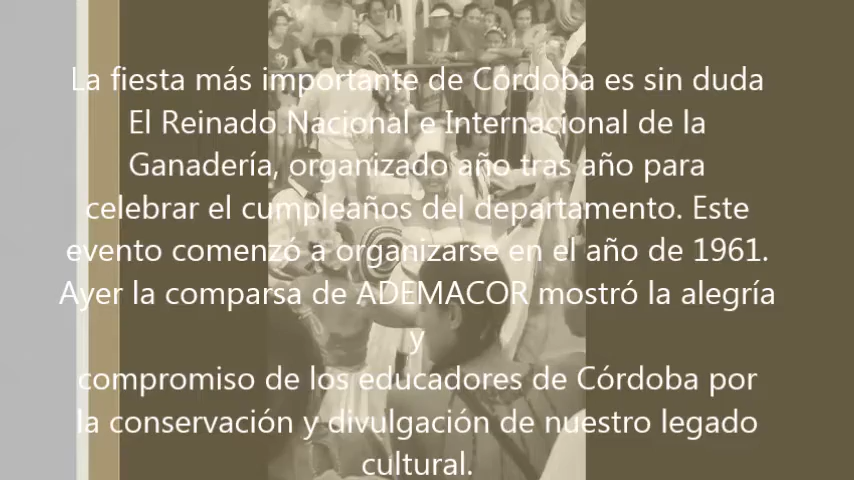 La fiesta más importante de Córdoba es sin duda
El Reinado Nacional e Internacional de la
Ganadería, organizado año tras año para
celebrar el cumpleaños del departamento. Este
evento comenzó a organizarse en el año de 1961.
Ayer la comparsa de ADEMACOR mostró la alegría
y
compromiso de los educadores de Córdoba por
la conservación y divulgación de nuestro legado
cultural.